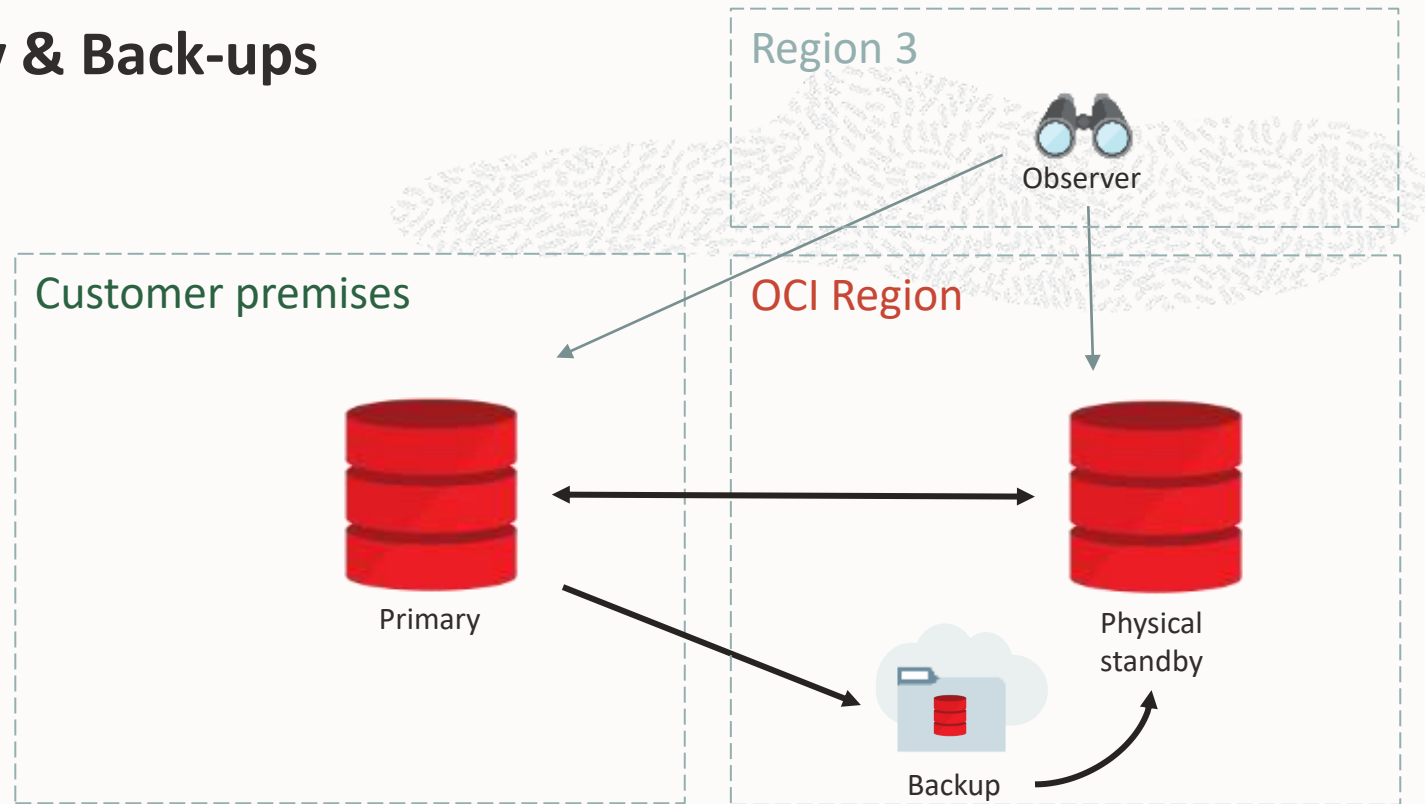 & Back-ups
Region 3
Observer
Customer premises
OCI Region
Primary
Physical
standby
Backup